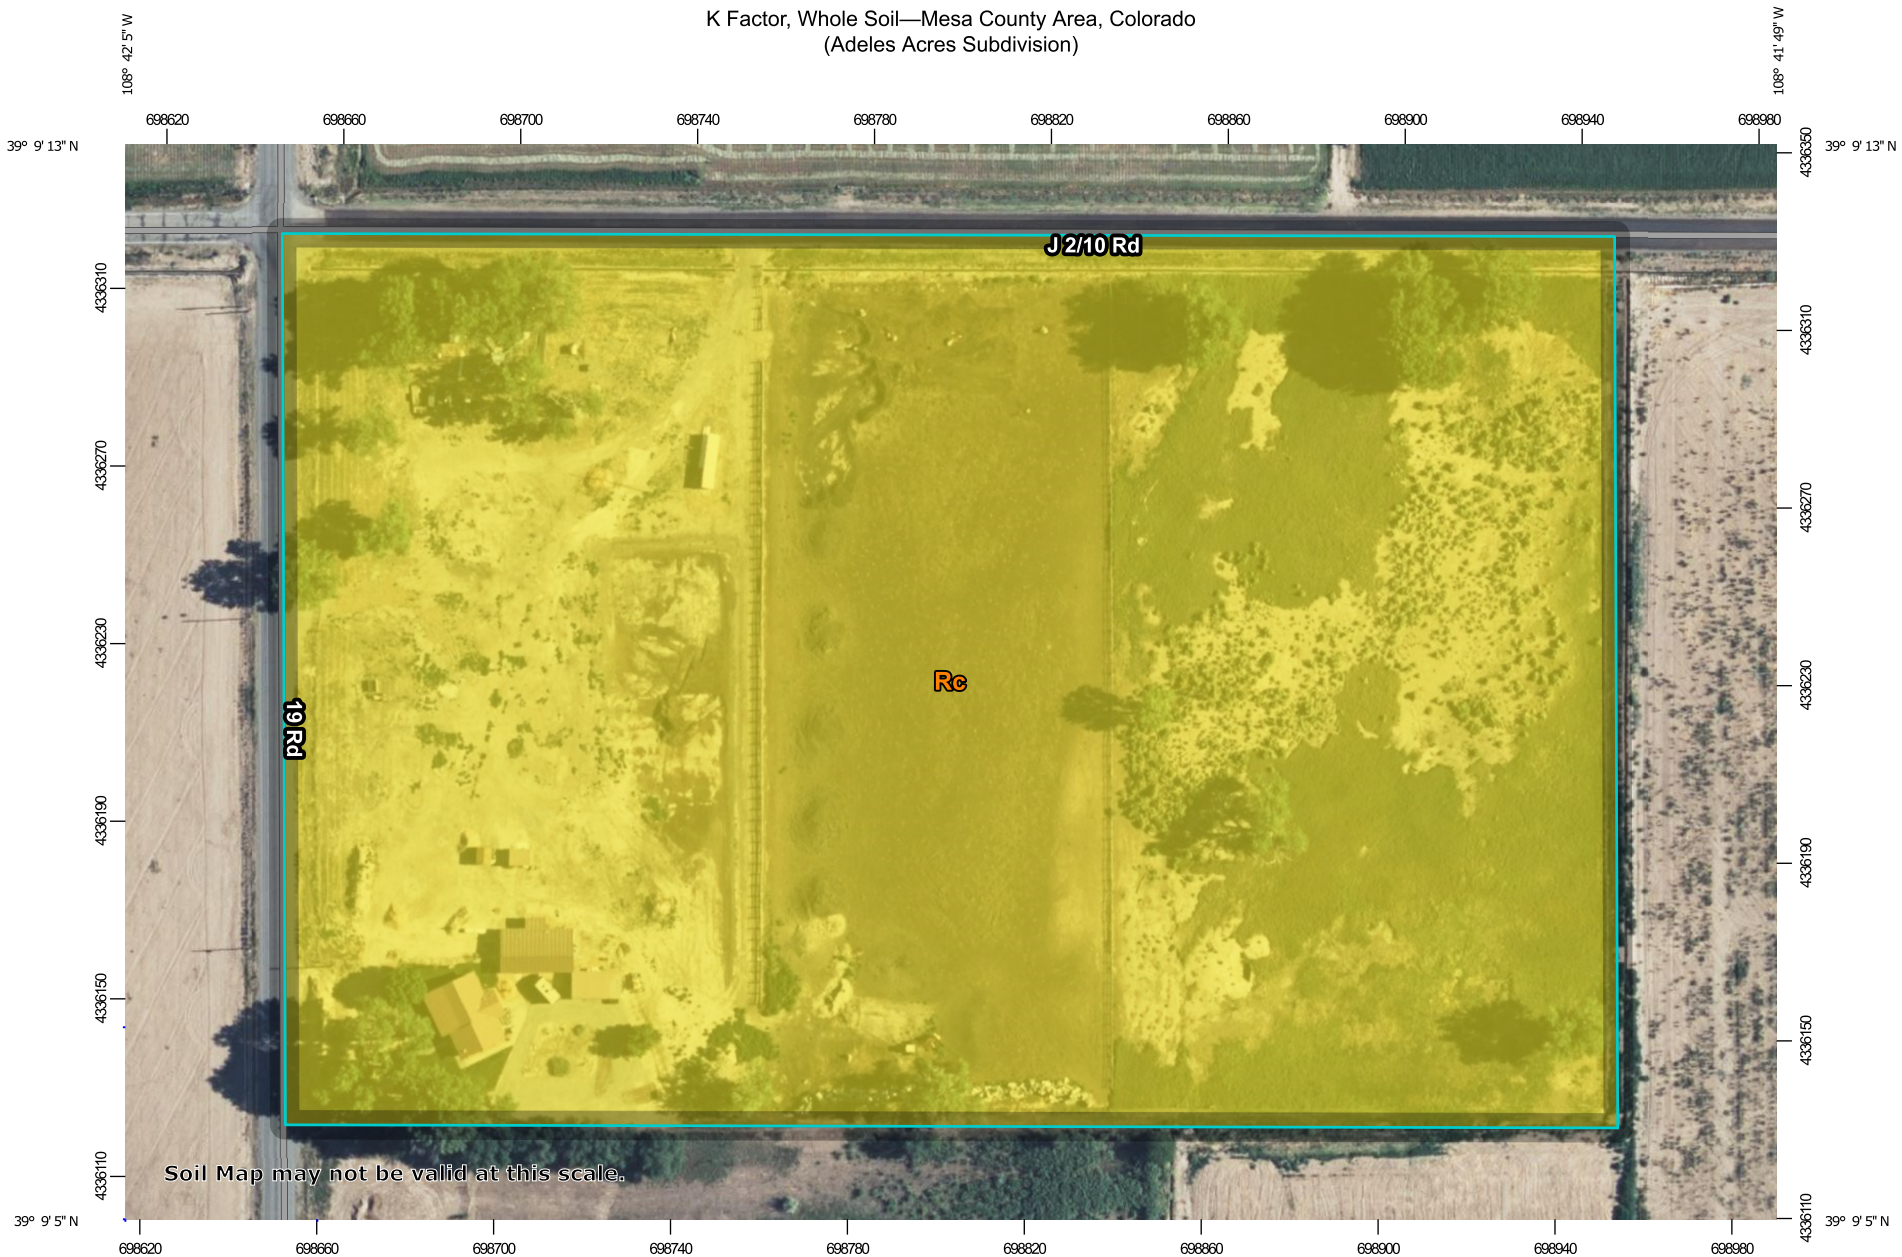 K Factor, Whole Soil—Mesa County Area, Colorado
(Adeles Acres Subdivision)
108° 42' 5'' W
108° 41' 49'' W
698620 698660 698700 698740 698780 698820 698860 698900 698940 698980
39° 9' 13'' N
39° 9' 13'' N
4336350
J 2/10 Rd
4336310
4336310
4336270
4336270
4336230
4336230
Rc
19 Rd
4336190
4336190
4336150
4336150
Soil Map may not be valid at this scale.
4336110
4336110
39° 9' 5'' N
39° 9' 5'' N
698620 698660 698700 698740 698780 698820 698860 698900 698940 698980